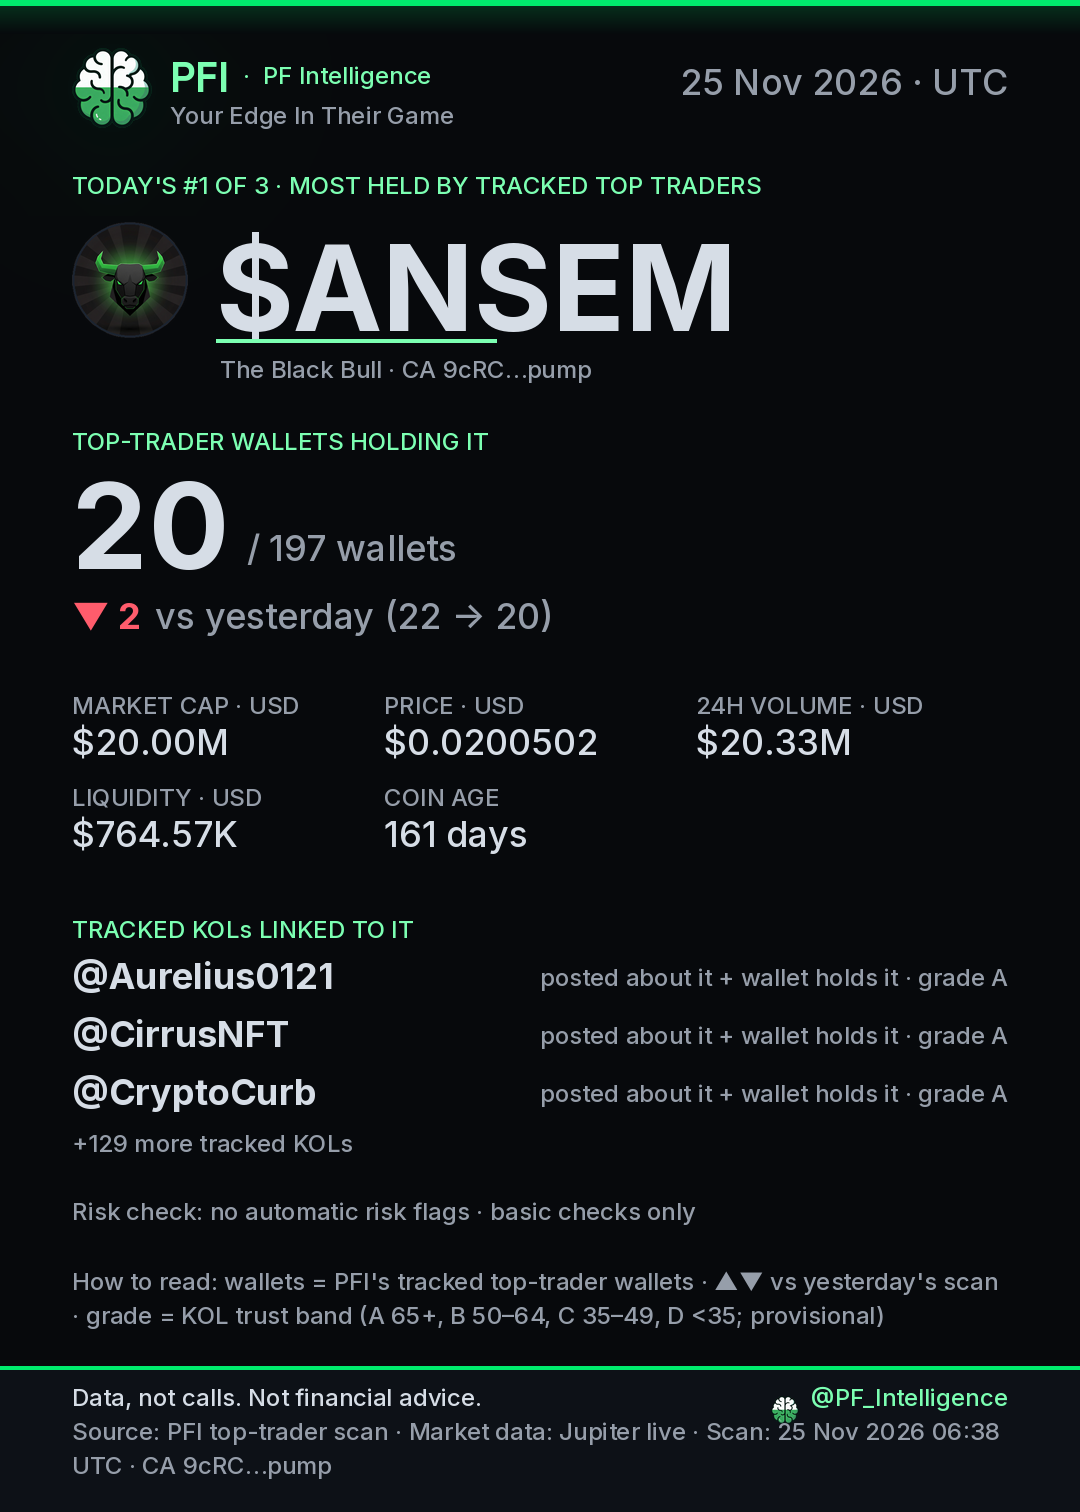 PFI · PF Intelligence
Your Edge In Their Game
25 Nov 2026 · UTC
TODAY'S #1 OF 3 · MOST HELD BY TRACKED TOP TRADERS
$ANSEM
The Black Bull · CA 9cRC...pump
TOP-TRADER WALLETS HOLDING IT
20 / 197 wallets
▼ 2 vs yesterday (22 → 20)
MARKET CAP · USD
$20.00M
PRICE · USD
$0.0200502
24H VOLUME · USD
$20.33M
LIQUIDITY · USD
$764.57K
COIN AGE
161 days
TRACKED KOLs LINKED TO IT
@Aurelius0121 posted about it + wallet holds it · grade A
@CirrusNFT posted about it + wallet holds it · grade A
@CryptoCurb posted about it + wallet holds it · grade A
+129 more tracked KOLs
Risk check: no automatic risk flags · basic checks only
How to read: wallets = PFI's tracked top-trader wallets · ▲▼ vs yesterday's scan
· grade = KOL trust band (A 65+, B 50–64, C 35–49, D <35; provisional)
Data, not calls. Not financial advice.
@PF_Intelligence
Source: PFI top-trader scan · Market data: Jupiter live · Scan: 25 Nov 2026 06:38
UTC · CA 9cRC...pump